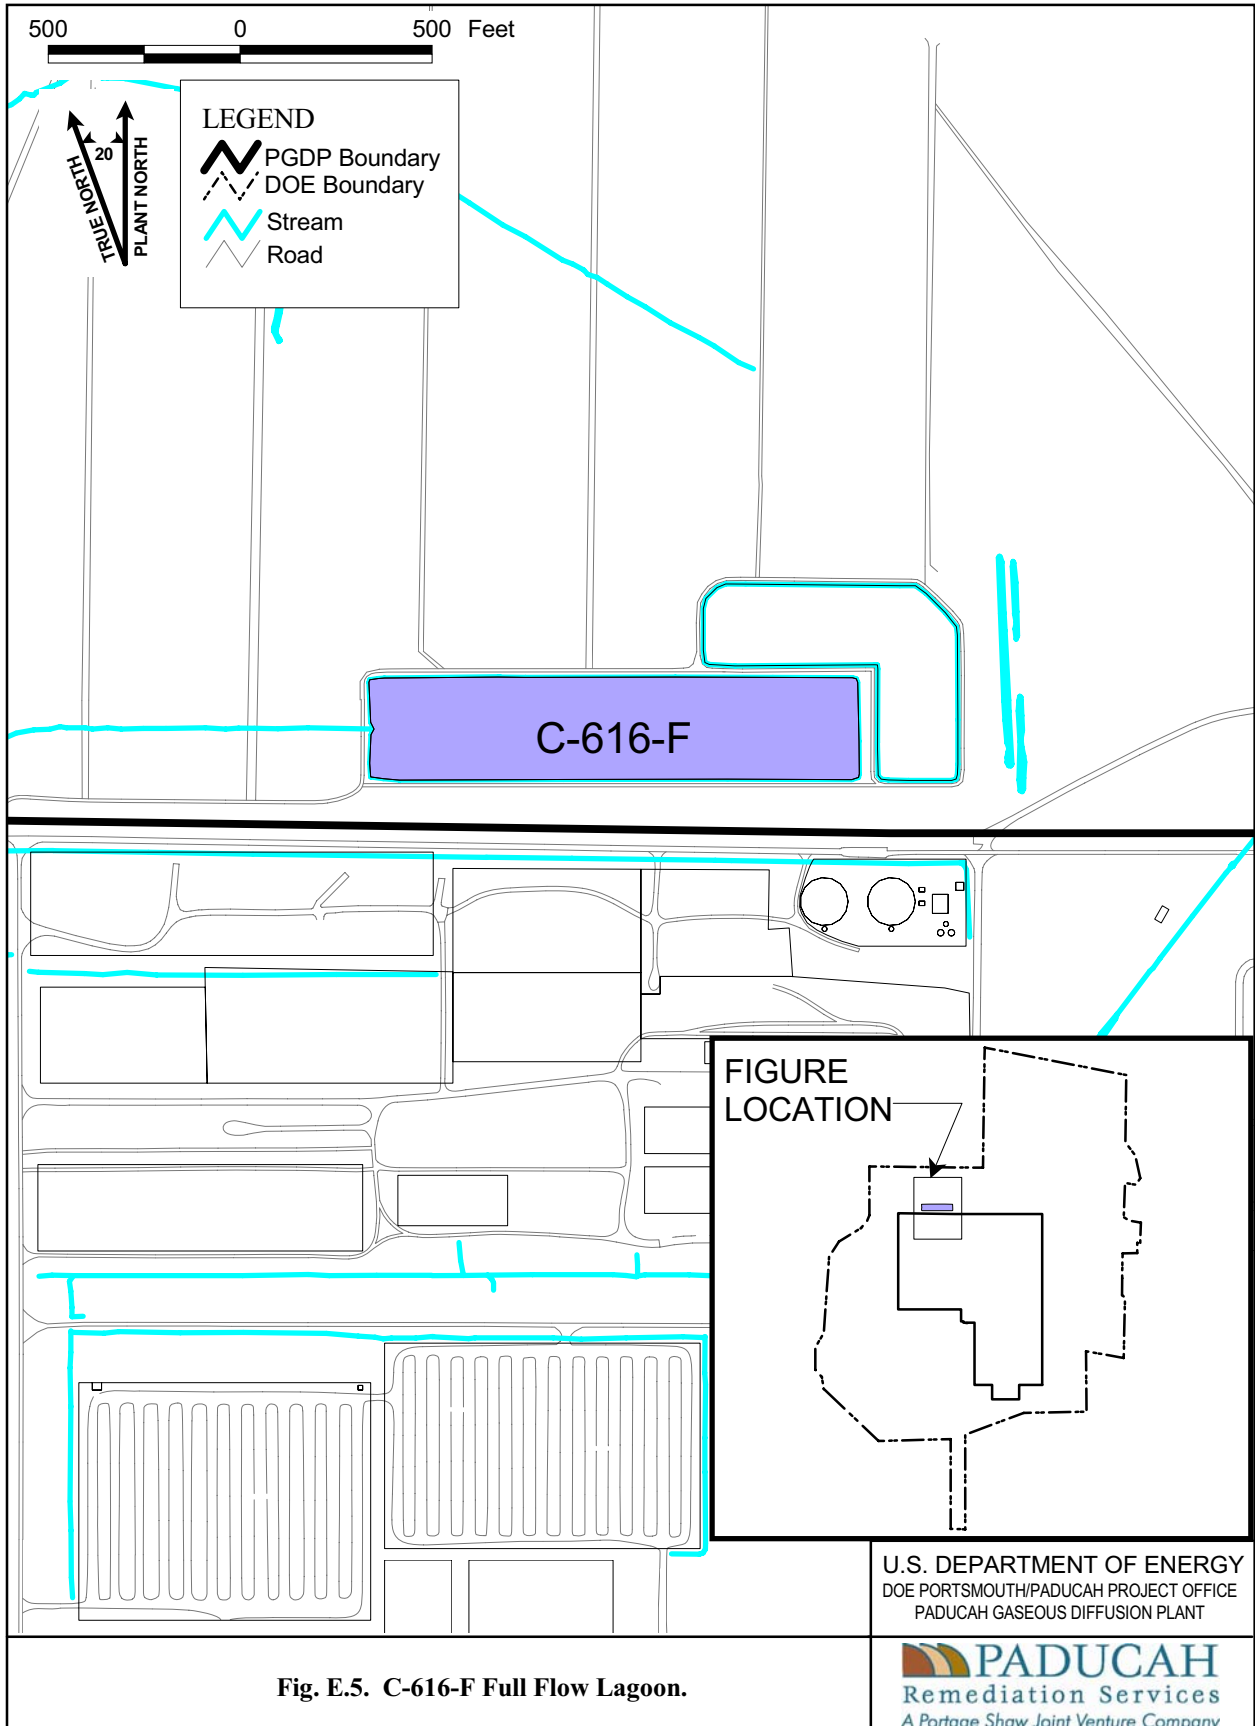 500 0 500 Feet
LEGEND
PGDP Boundary
DOE Boundary
Stream
Road
20
TRUE NORTH
PLANT NORTH
C-616-F
FIGURE
LOCATION
U.S. DEPARTMENT OF ENERGY
DOE PORTSMOUTH/PADUCAH PROJECT OFFICE
PADUCAH GASEOUS DIFFUSION PLANT
Fig. E.5. C-616-F Full Flow Lagoon.
PADUCAH
Remediation Services
A Portage Shaw Joint Venture Company